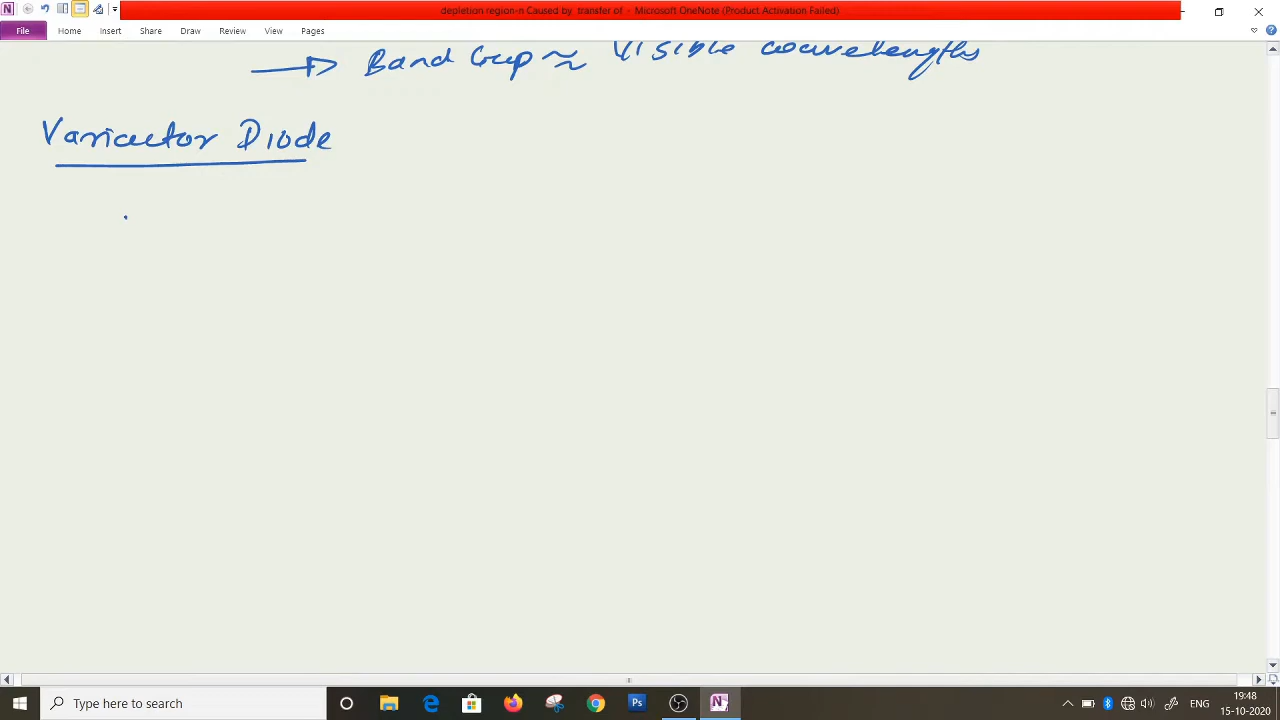 depletion region-n Caused by transfer of - Microsoft OneNote (Product Activation Failed)
File Home Insert Share Draw Review View Pages
Band Gap ≈ Visible wavelengths
Variactor Diode
Type here to search
ENG
19:48
15-10-2020